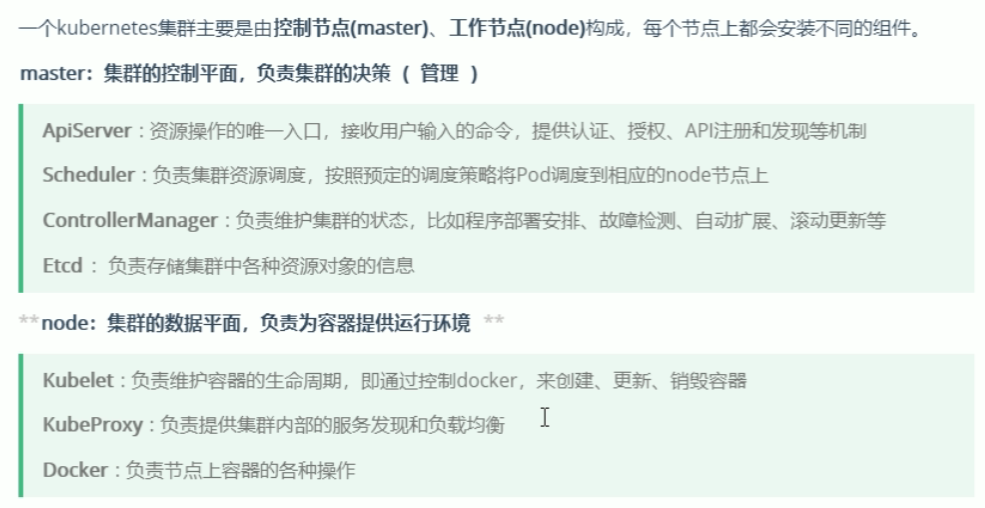 一个kubernetes集群主要是由控制节点(master)、工作节点(node)构成，每个节点上都会安装不同的组件。
master：集群的控制平面，负责集群的决策 ( 管理 )
ApiServer : 资源操作的唯一入口，接收用户输入的命令，提供认证、授权、API注册和发现等机制
Scheduler : 负责集群资源调度，按照预定的调度策略将Pod调度到相应的node节点上
ControllerManager : 负责维护集群的状态，比如程序部署安排、故障检测、自动扩展、滚动更新等
Etcd ： 负责存储集群中各种资源对象的信息
**node：集群的数据平面，负责为容器提供运行环境 **
Kubelet : 负责维护容器的生命周期，即通过控制docker，来创建、更新、销毁容器
KubeProxy : 负责提供集群内部的服务发现和负载均衡
Docker : 负责节点上容器的各种操作